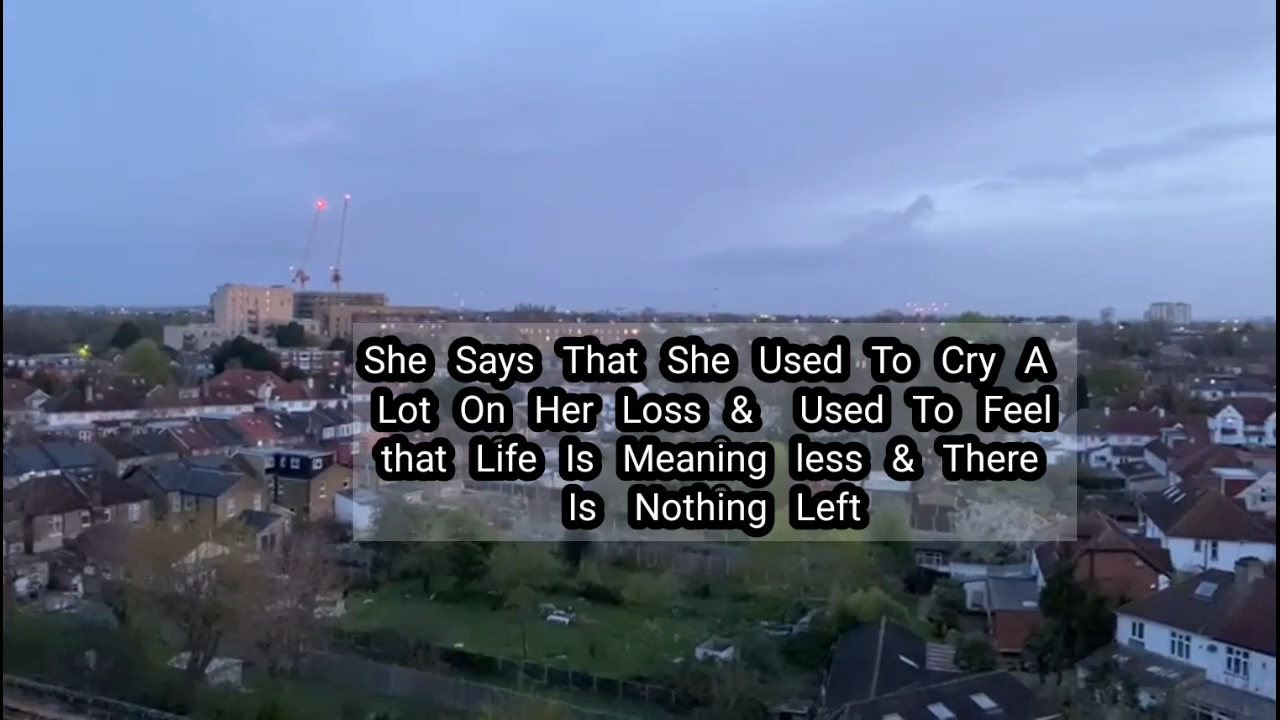 She Says That She Used To Cry A
Lot On Her Loss & Used To Feel
that Life Is Meaning less & There
Is Nothing Left